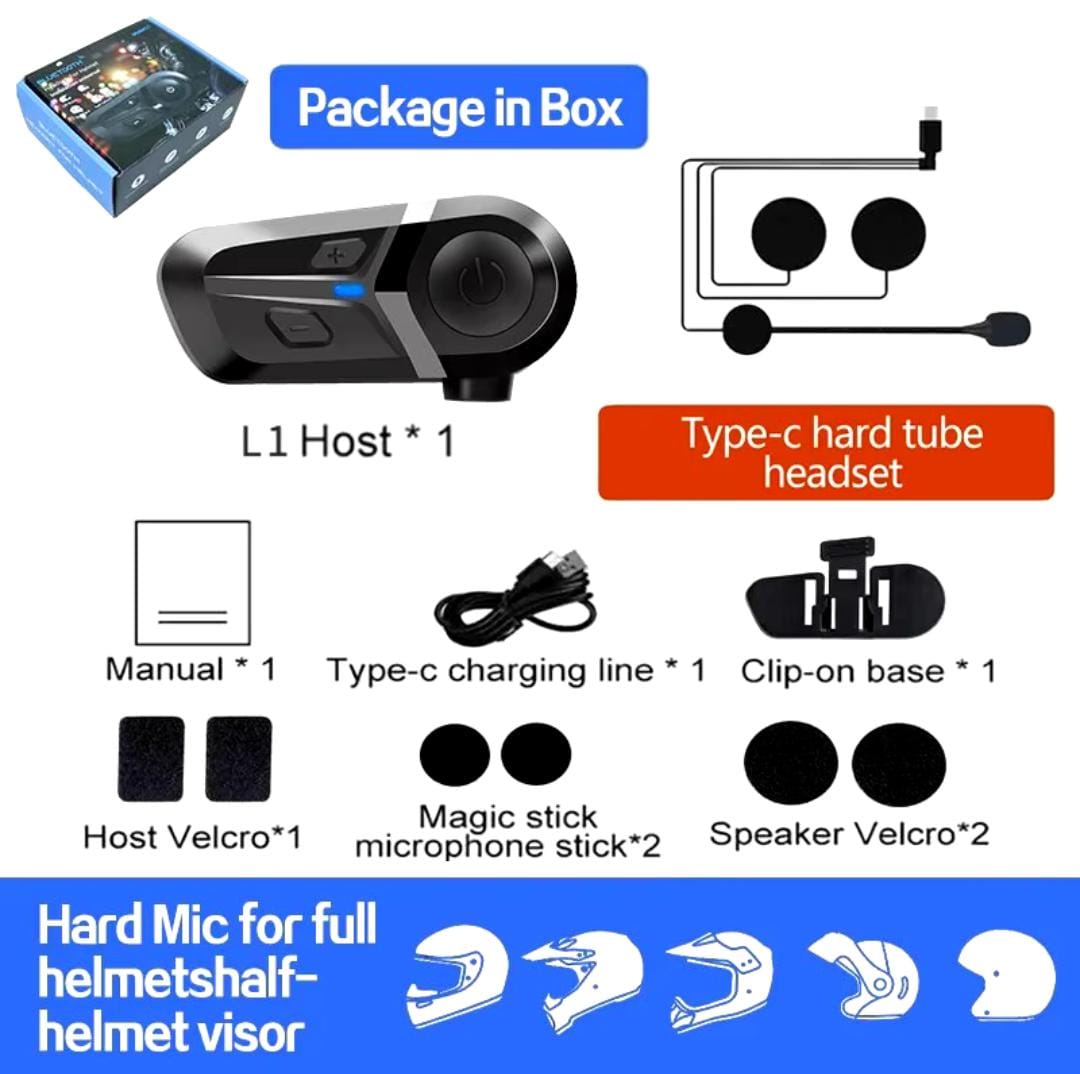 BLUETOOTH
Package in Box
L1 Host * 1
Type-c hard tube
headset
Manual * 1
Type-c charging line * 1
Clip-on base * 1
Host Velcro*1
Magic stick
microphone stick*2
Speaker Velcro*2
Hard Mic for full
helmetshalf-
helmet visor